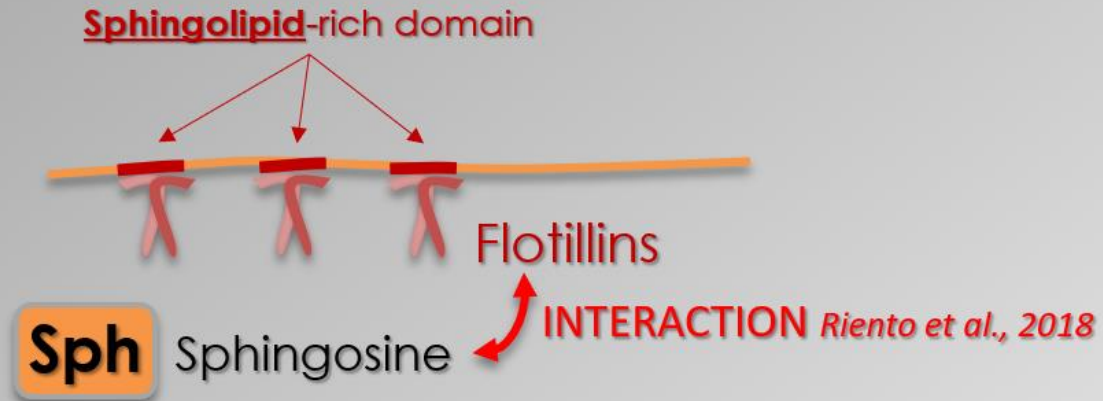 Sphingolipid-rich domain
Flotillins
INTERACTION Riento et al., 2018
Sph Sphingosine